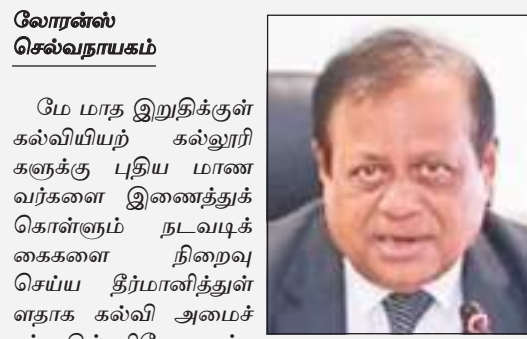 லோரன்ஸ்
செல்வநாயகம்
மே மாத இறுதிக்குள்
கல்வியியற் கல்லூரி
களுக்கு புதிய மாண
வர்களை இணைத்துக்
கொள்ளும் நடவடிக்
கைகளை நிறைவு
செய்ய தீர்மானித்துள்
ளதாக கல்வி அமைச்